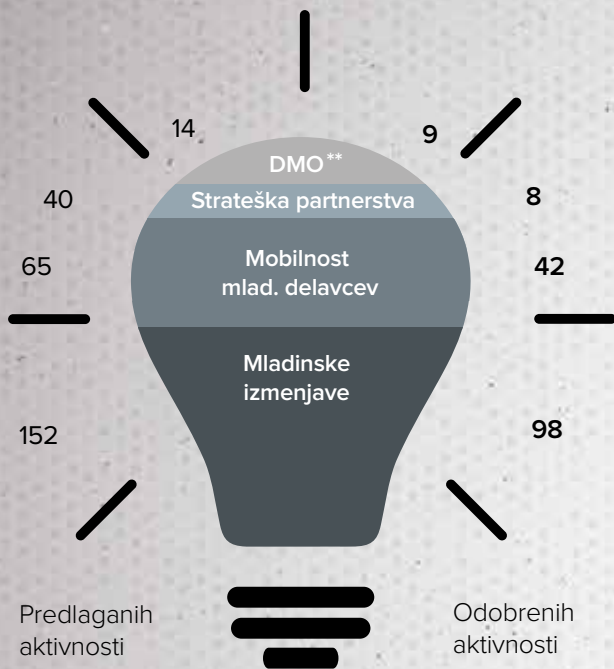 14
DMO**
9
40
Strateška partnerstva
8
65
Mobilnost
mlad. delavcev
42
Mladinske
izmenjave
152
98
Predlaganih
aktivnosti
Odobrenih
aktivnosti